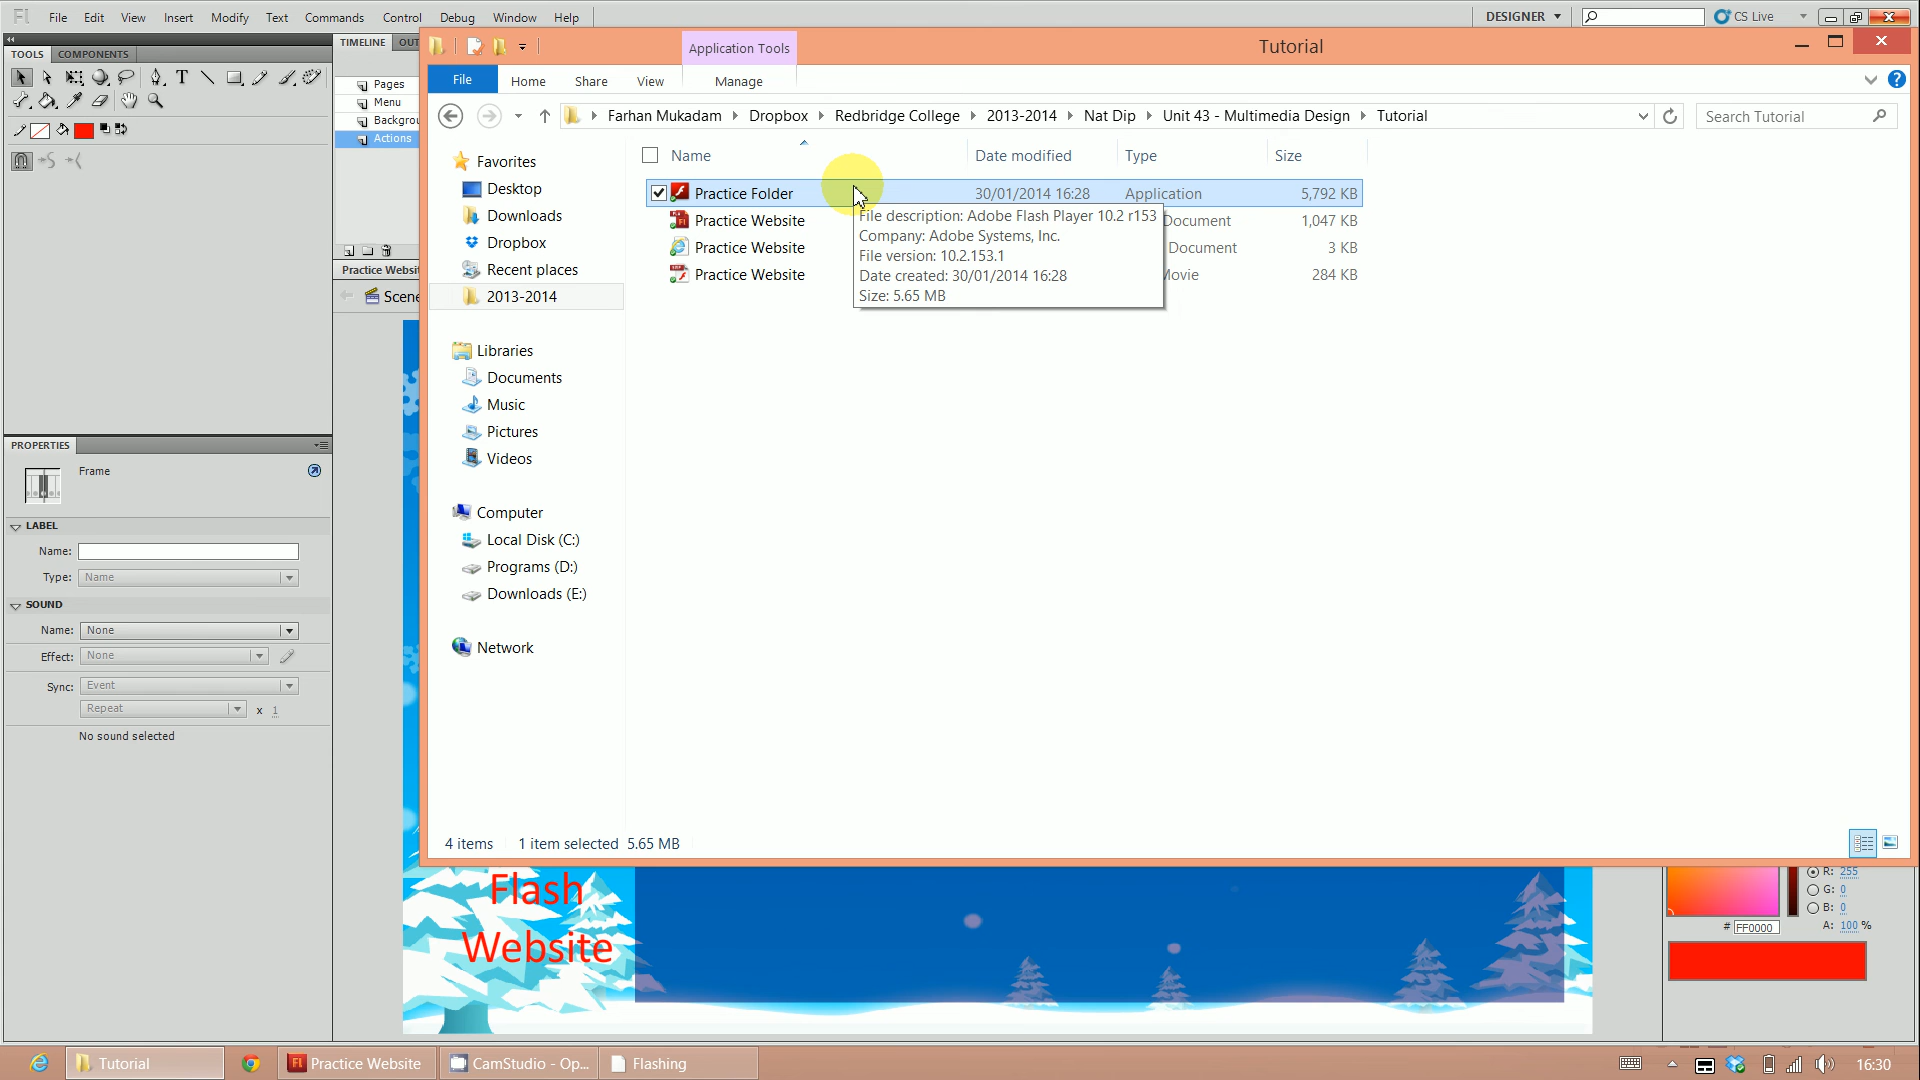 Fl File Edit View Insert Modify Text Commands Control Debug Window Help DESIGNER CS Live
TOOLS COMPONENTS
TIMELINE OUT
Pages
Menu
Backgrou
Actions
Practice Websit
Scene
PROPERTIES
Frame
LABEL
Name:
Type: Name
SOUND
Name: None
Effect: None
Sync: Event
Repeat x 1
No sound selected
Application Tools Tutorial
File Home Share View Manage
Farhan Mukadam Dropbox Redbridge College 2013-2014 Nat Dip Unit 43 - Multimedia Design Tutorial Search Tutorial
Favorites
Desktop
Downloads
Dropbox
Recent places
2013-2014
Libraries
Documents
Music
Pictures
Videos
Computer
Local Disk (C:)
Programs (D:)
Downloads (E:)
Network
Name Date modified Type Size
Practice Folder 30/01/2014 16:28 Application 5,792 KB
Practice Website Document 1,047 KB
Practice Website Document 3 KB
Practice Website Movie 284 KB
File description: Adobe Flash Player 10.2 r153
Company: Adobe Systems, Inc.
File version: 10.2.153.1
Date created: 30/01/2014 16:28
Size: 5.65 MB
4 items 1 item selected 5.65 MB
Flash
Website
R: 255
G: 0
B: 0
# FF0000 A: 100 %
Tutorial Practice Website CamStudio - Op... Flashing 16:30